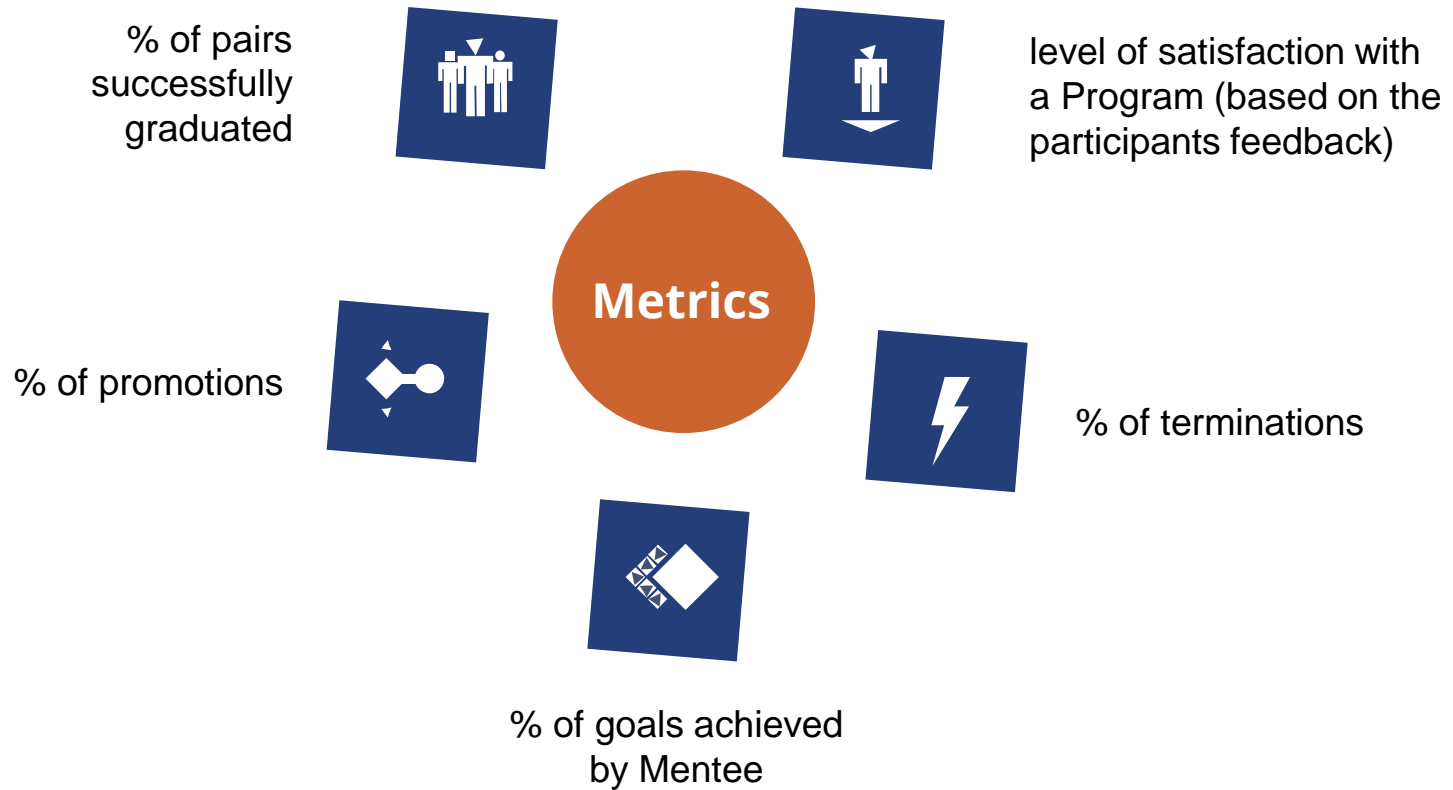 % of pairs
successfully
graduated
level of satisfaction with
a Program (based on the
participants feedback)
Metrics
% of promotions
% of terminations
% of goals achieved
by Mentee